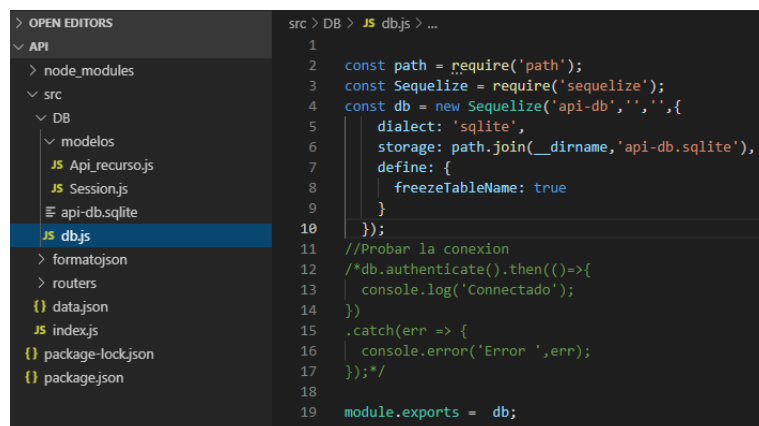 OPEN EDITORS
API
node_modules
src
DB
modelos
JS Api_recurso.js
JS Session.js
api-db.sqlite
JS db.js
formatojson
routers
{} data.json
JS index.js
{} package-lock.json
{} package.json
src > DB > JS db.js > ...
1
2 const path = require('path');
3 const Sequelize = require('sequelize');
4 const db = new Sequelize('api-db','','',{
5 dialect: 'sqlite',
6 storage: path.join(__dirname,'api-db.sqlite'),
7 define: {
8 freezeTableName: true
9 }
10 });
11 //Probar la conexion
12 /*db.authenticate().then(()=>{
13 console.log('Connectado');
14 })
15 .catch(err => {
16 console.error('Error ',err);
17 });*/
18
19 module.exports = db;